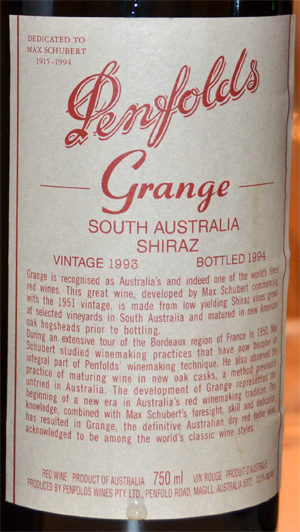 DEDICATED TO
MAX SCHUBERT
1915-1994
Penfolds
Grange
SOUTH AUSTRALIA
SHIRAZ
VINTAGE 1993 BOTTLED 1994
Grange is recognised as Australia's and indeed one of the world's finest
red wines. This great wine, developed by Max Schubert commencing
with the 1951 vintage, is made from low yielding Shiraz vines grown
at selected vineyards in South Australia and matured in new American
oak hogsheads prior to bottling.
During an extensive tour of the Bordeaux region of France in 1950, Max
Schubert studied winemaking practices that have now become an
integral part of Penfolds' winemaking technique. He also observed the
practice of maturing wine in new oak casks, a method previously
untried in Australia. The development of Grange represented the
beginning of a new era in Australia's red winemaking tradition. This
knowledge, combined with Max Schubert's foresight, skill and dedication,
has resulted in Grange, the definitive Australian dry red table wine,
acknowledged to be among the world's classic wine styles.
RED WINE PRODUCT OF AUSTRALIA 750 ml VIN ROUGE PRODUIT D'AUSTRALIE
PRODUCED BY PENFOLDS WINES PTY LTD., PENFOLD ROAD, MAGILL, AUSTRALIA 5072 13.5%